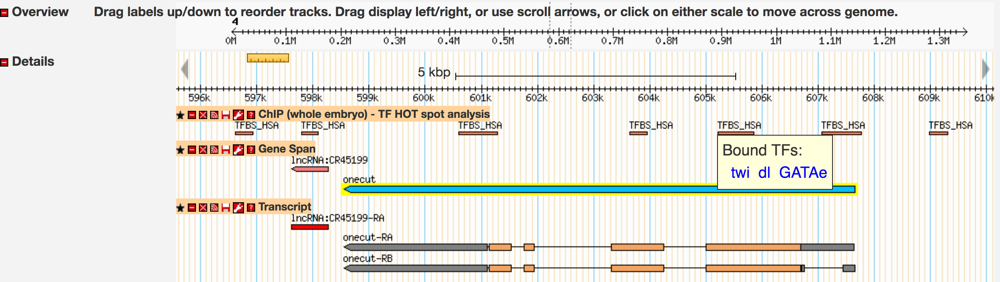 Overview Drag labels up/down to reorder tracks. Drag display left/right, or use scroll arrows, or click on either scale to move across genome.
4
0M 0.1M 0.2M 0.3M 0.4M 0.5M 0.6M 0.7M 0.8M 0.9M 1M 1.1M 1.2M 1.3M
Details
5 kbp
596k 597k 598k 599k 600k 601k 602k 603k 604k 605k 606k 607k 608k 609k 610k
ChIP (whole embryo) - TF HOT spot analysis
TFBS_HSA TFBS_HSA TFBS_HSA TFBS_HSA TFBS_HSA TFBS_HSA TFBS_HSA
Gene Span
Bound TFs:
twi dl GATAe
lncRNA:CR45199
onecut
Transcript
lncRNA:CR45199-RA
onecut-RA
onecut-RB